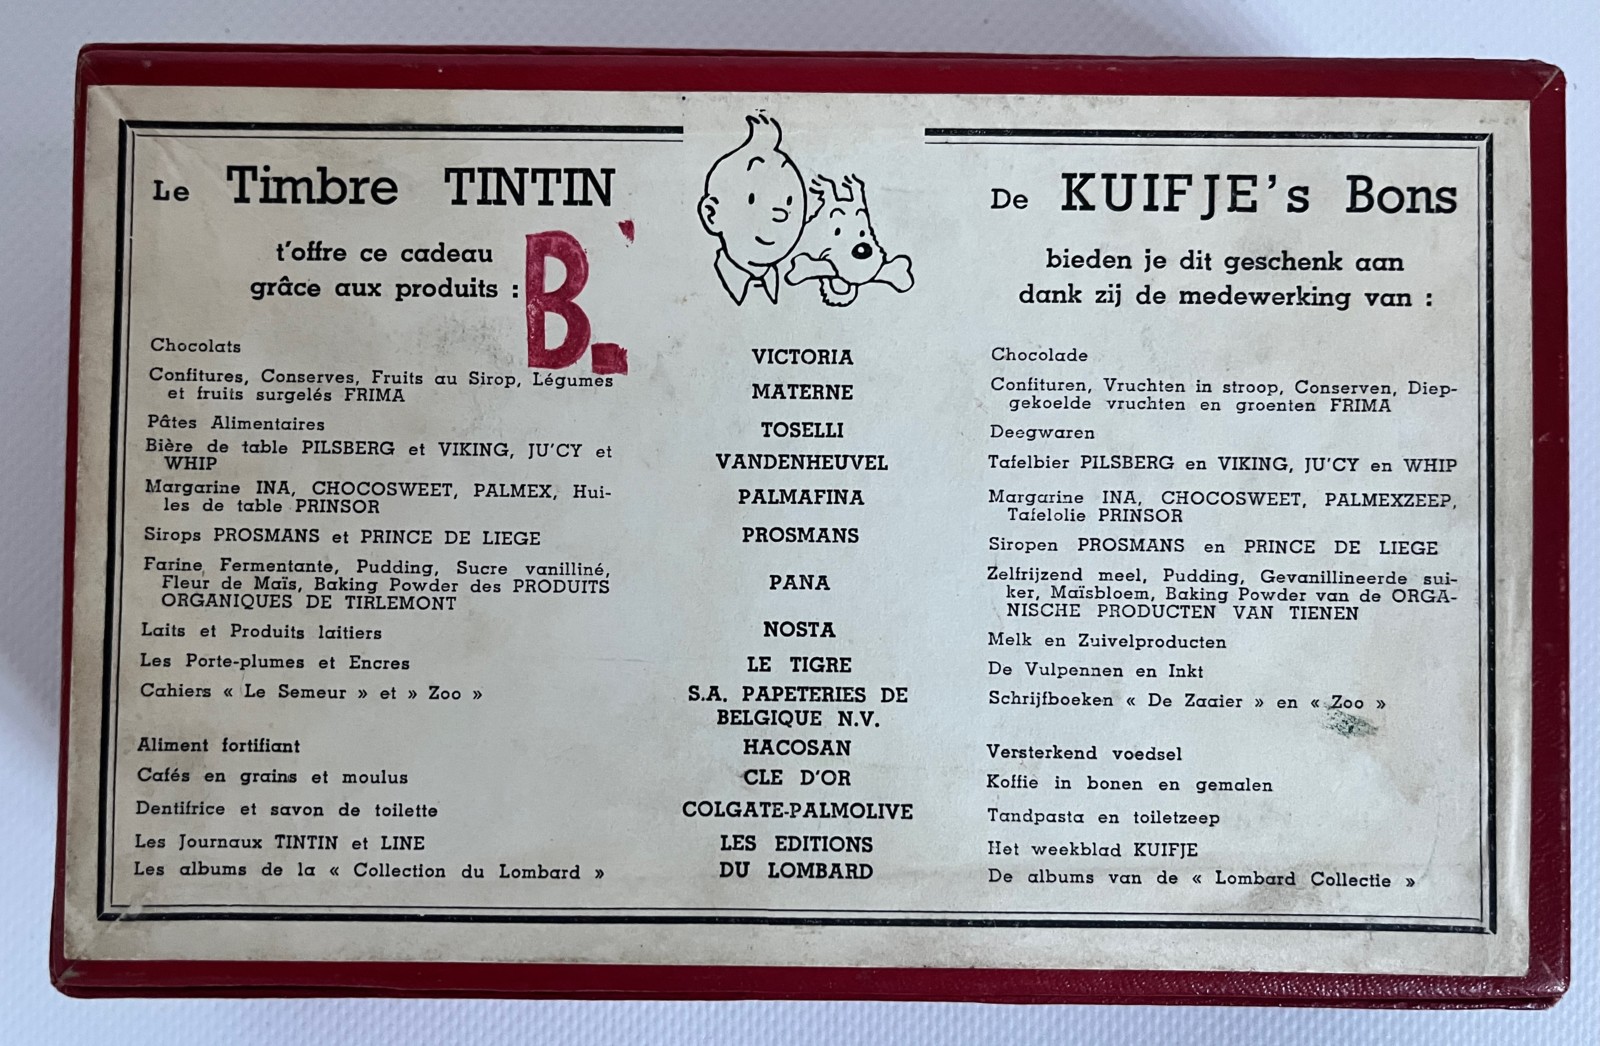 Le Timbre TINTIN
t'offre ce cadeau
grâce aux produits :
B.
Chocolats
Confitures, Conserves, Fruits au Sirop, Légumes
et fruits surgelés FRIMA
Pâtes Alimentaires
Bière de table PILSBERG et VIKING, JU'CY et
WHIP
Margarine INA, CHOCOSWEET, PALMEX, Hui-
les de table PRINSOR
Sirops PROSMANS et PRINCE DE LIEGE
Farine Fermentante, Pudding, Sucre vanilliné,
Fleur de Maïs, Baking Powder des PRODUITS
ORGANIQUES DE TIRLEMONT
Laits et Produits laitiers
Les Porte-plumes et Encres
Cahiers « Le Semeur » et » Zoo »
Aliment fortifiant
Cafés en grains et moulus
Dentifrice et savon de toilette
Les Journaux TINTIN et LINE
Les albums de la « Collection du Lombard »
VICTORIA
MATERNE
TOSELLI
VANDENHEUVEL
PALMAFINA
PROSMANS
PANA
NOSTA
LE TIGRE
S.A. PAPETERIES DE
BELGIQUE N.V.
HACOSAN
CLE D'OR
COLGATE-PALMOLIVE
LES EDITIONS
DU LOMBARD
De KUIFJE's Bons
bieden je dit geschenk aan
dank zij de medewerking van :
Chocolade
Confituren, Vruchten in stroop, Conserven, Diep-
gekoelde vruchten en groenten FRIMA
Deegwaren
Tafelbier PILSBERG en VIKING, JU'CY en WHIP
Margarine INA, CHOCOSWEET, PALMEXZEEP,
Tafelolie PRINSOR
Siropen PROSMANS en PRINCE DE LIEGE
Zelfrijzend meel, Pudding, Gevanillineerde sui-
ker, Maïsbloem, Baking Powder van de ORGA-
NISCHE PRODUCTEN VAN TIENEN
Melk en Zuivelproducten
De Vulpennen en Inkt
Schrijfboeken « De Zaaier » en « Zoo »
Versterkend voedsel
Koffie in bonen en gemalen
Tandpasta en toiletzeep
Het weekblad KUIFJE
De albums van de « Lombard Collectie »